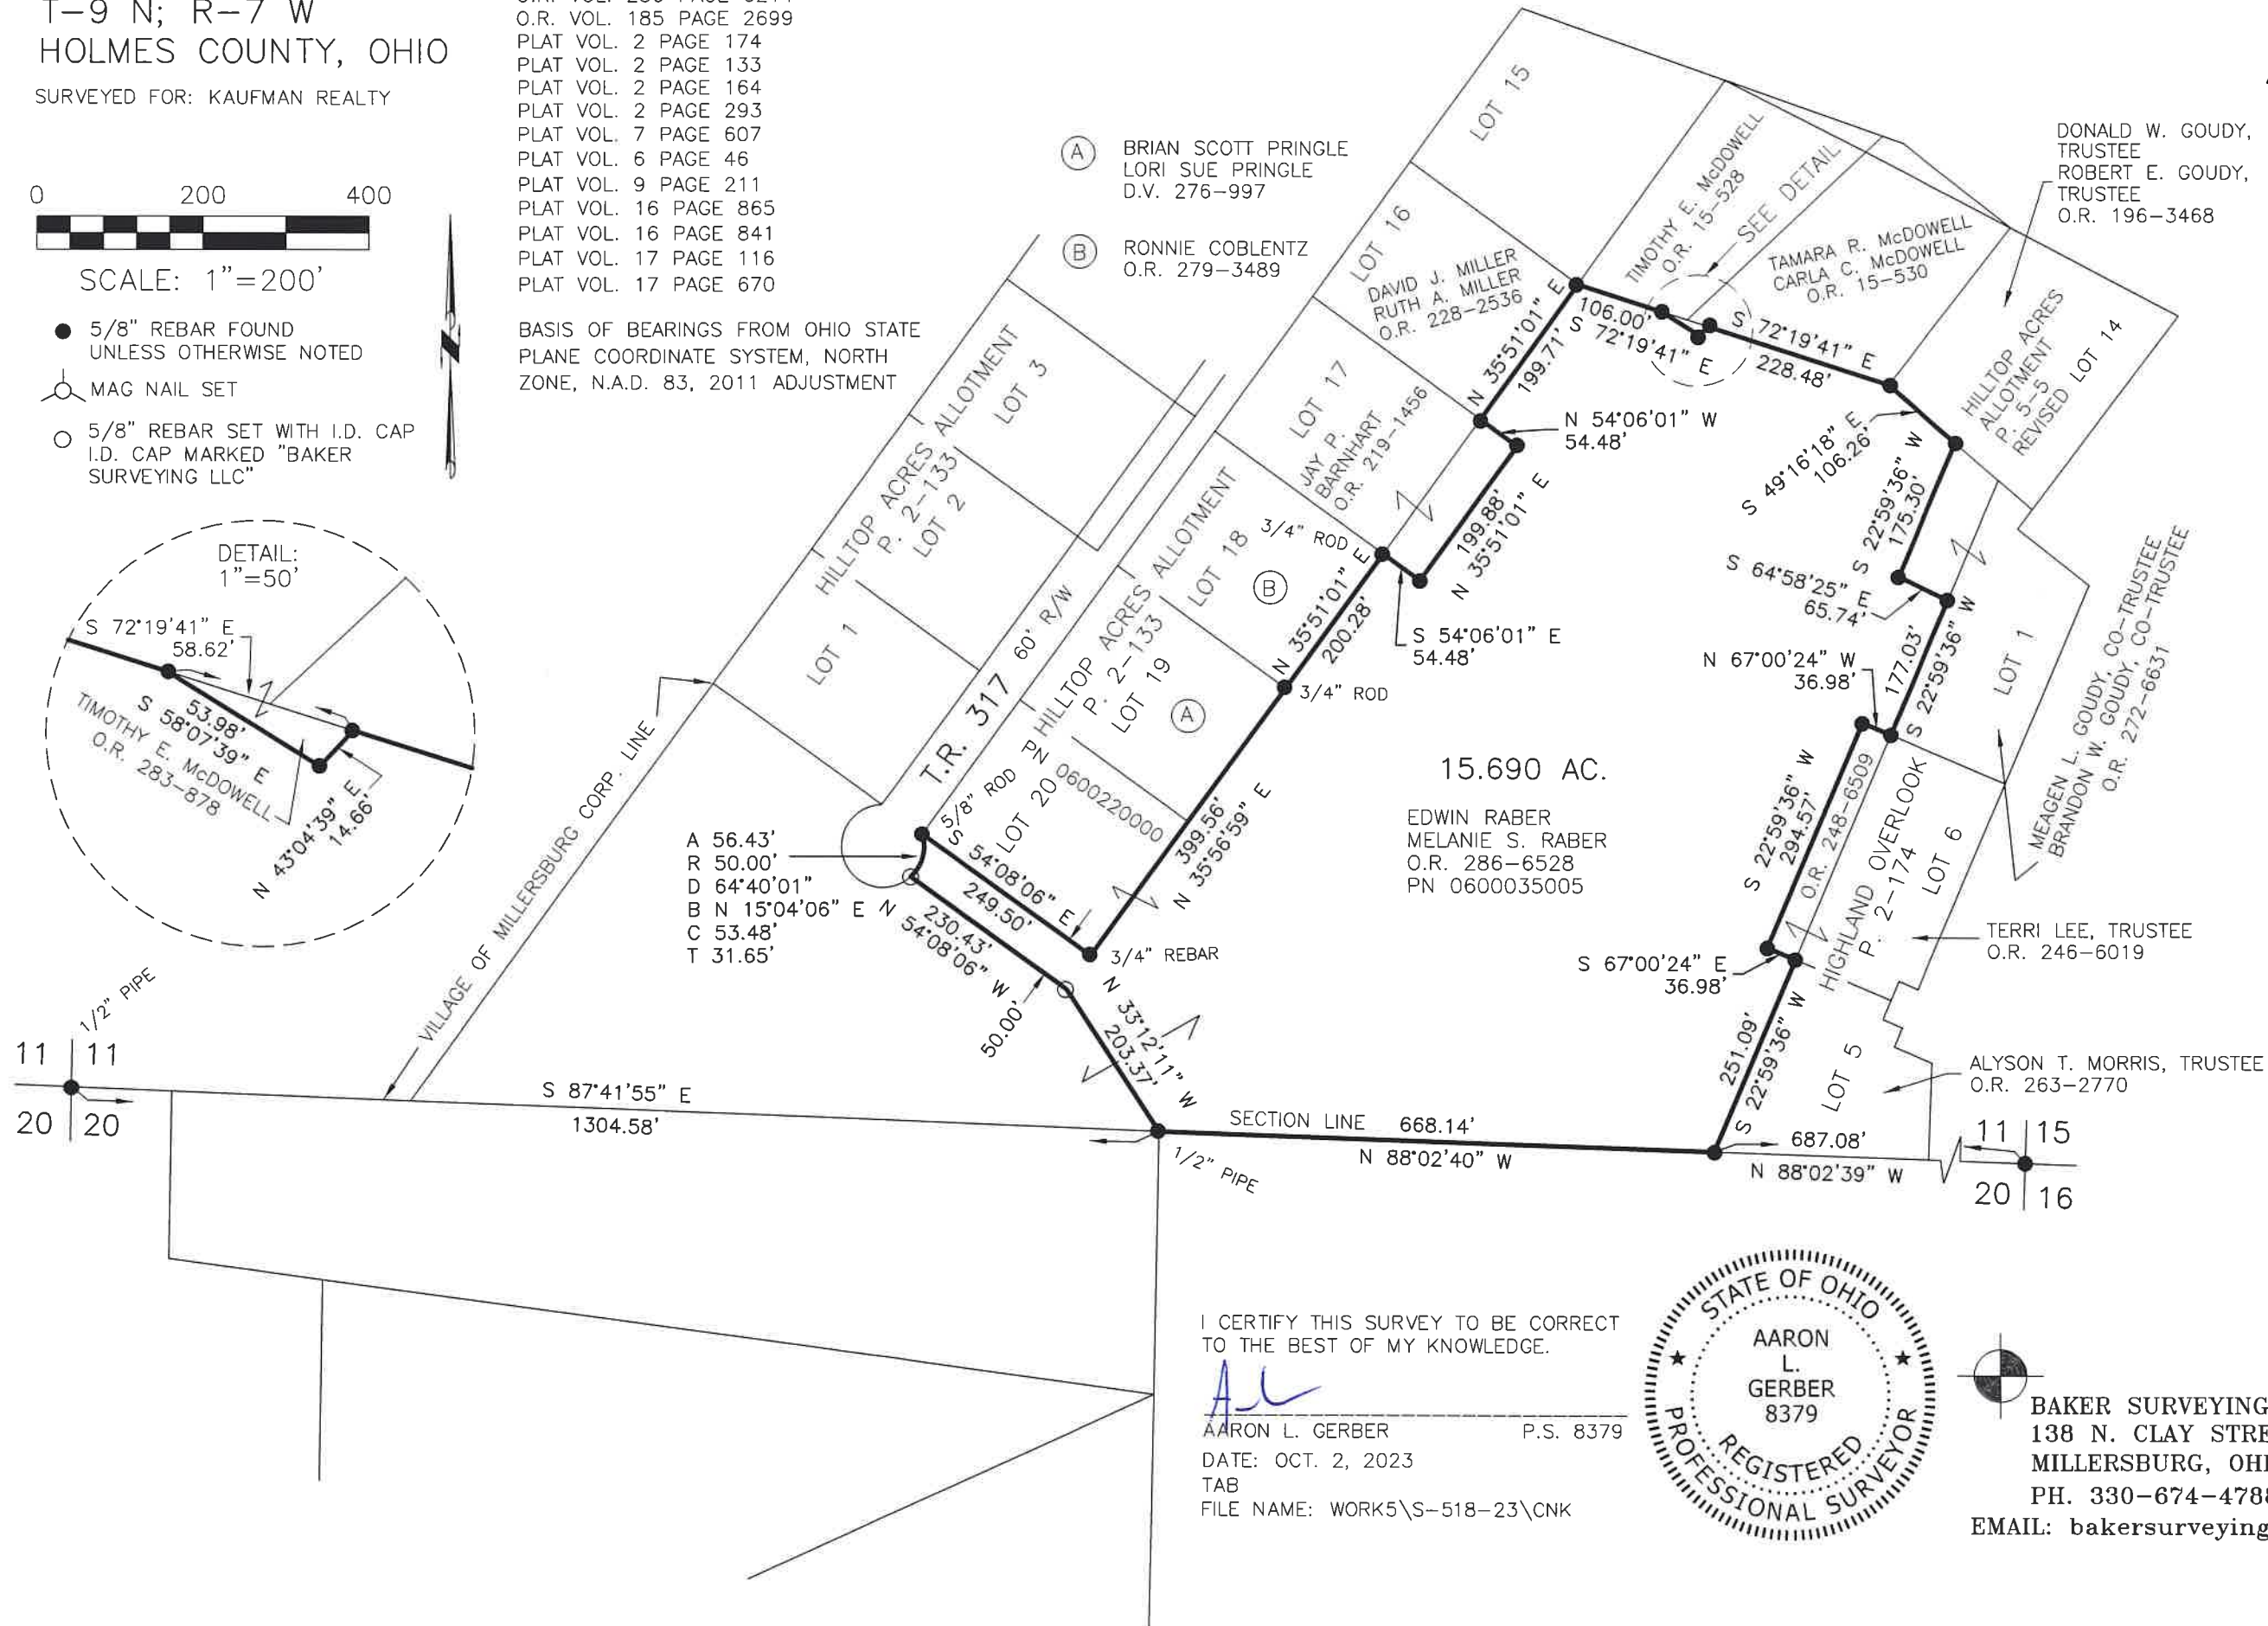 T-9 N; R-7 W
HOLMES COUNTY, OHIO
SURVEYED FOR: KAUFMAN REALTY
0 200 400
SCALE: 1"=200'
5/8" REBAR FOUND
UNLESS OTHERWISE NOTED
MAG NAIL SET
5/8" REBAR SET WITH I.D. CAP
I.D. CAP MARKED "BAKER
SURVEYING LLC"
O.R. VOL. 185 PAGE 2699
PLAT VOL. 2 PAGE 174
PLAT VOL. 2 PAGE 133
PLAT VOL. 2 PAGE 164
PLAT VOL. 2 PAGE 293
PLAT VOL. 7 PAGE 607
PLAT VOL. 6 PAGE 46
PLAT VOL. 9 PAGE 211
PLAT VOL. 16 PAGE 865
PLAT VOL. 16 PAGE 841
PLAT VOL. 17 PAGE 116
PLAT VOL. 17 PAGE 670
BASIS OF BEARINGS FROM OHIO STATE
PLANE COORDINATE SYSTEM, NORTH
ZONE, N.A.D. 83, 2011 ADJUSTMENT
N
A BRIAN SCOTT PRINGLE
LORI SUE PRINGLE
D.V. 276-997
B RONNIE COBLENTZ
O.R. 279-3489
DETAIL:
1"=50'
S 72°19'41" E
58.62'
53.98'
S 58°07'39" E
TIMOTHY E. McDOWELL
O.R. 283-878
N 43°04'39" E
14.66'
LOT 15
LOT 16
DAVID J. MILLER
RUTH A. MILLER
O.R. 228-2536
LOT 17
JAY P.
BARNHART
O.R. 219-1456
TIMOTHY E. McDOWELL
O.R. 15-528
SEE DETAIL
TAMARA R. McDOWELL
CARLA C. McDOWELL
O.R. 15-530
DONALD W. GOUDY,
TRUSTEE
ROBERT E. GOUDY,
TRUSTEE
O.R. 196-3468
HILLTOP ACRES
ALLOTMENT
P. 5-5
REVISED LOT 14
106.00'
S 72°19'41" E
S 72°19'41" E
228.48'
N 35°51'01" E
199.71'
N 54°06'01" W
54.48'
199.88'
N 35°51'01" E
S 54°06'01" E
54.48'
3/4" ROD
N 35°51'01" E
200.28'
3/4" ROD
S 49°16'18" E
106.26'
S 22°59'36" W
175.30'
S 64°58'25" E
65.74'
177.03'
S 22°59'36" W
N 67°00'24" W
36.98'
S 22°59'36" W
294.57'
O.R. 248-6509
S 67°00'24" E
36.98'
251.09'
S 22°59'36" W
LOT 1
MEAGEN L. GOUDY, CO-TRUSTEE
BRANDON W. GOUDY, CO-TRUSTEE
O.R. 272-6631
HIGHLAND OVERLOOK
P. 2-174
LOT 6
TERRI LEE, TRUSTEE
O.R. 246-6019
LOT 5
ALYSON T. MORRIS, TRUSTEE
O.R. 263-2770
HILLTOP ACRES ALLOTMENT
P. 2-133
LOT 3
LOT 2
LOT 1
T.R. 317 60' R/W
HILLTOP ACRES ALLOTMENT
P. 2-133
LOT 18
B
LOT 19
A
LOT 20
PN 0600220000
5/8" ROD
S 54°08'06" E
249.50'
399.56'
N 35°56'59" E
3/4" REBAR
230.43'
N 54°08'06" W
50.00'
N 33°12'11" W
203.37'
A 56.43'
R 50.00'
D 64°40'01"
B N 15°04'06" E
C 53.48'
T 31.65'
15.690 AC.
EDWIN RABER
MELANIE S. RABER
O.R. 286-6528
PN 0600035005
VILLAGE OF MILLERSBURG CORP. LINE
1/2" PIPE
11 11
20 20
S 87°41'55" E
1304.58'
1/2" PIPE
SECTION LINE 668.14'
N 88°02'40" W
687.08'
N 88°02'39" W
11 15
20 16
I CERTIFY THIS SURVEY TO BE CORRECT
TO THE BEST OF MY KNOWLEDGE.
AARON L. GERBER P.S. 8379
DATE: OCT. 2, 2023
TAB
FILE NAME: WORK5\S-518-23\CNK
STATE OF OHIO
AARON
L.
GERBER
8379
REGISTERED
PROFESSIONAL SURVEYOR
BAKER SURVEYING
138 N. CLAY STRE
MILLERSBURG, OHI
PH. 330-674-478
EMAIL: bakersurveying